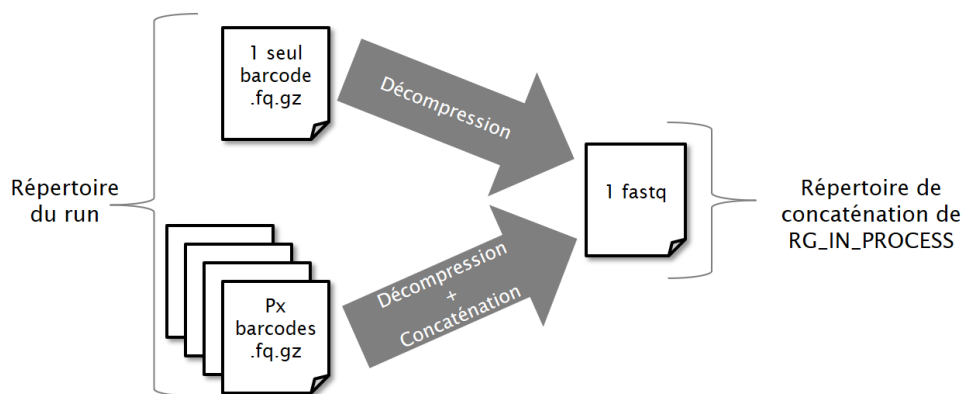 Répertoire
du run
1 seul
barcode
.fq.gz
Décompression
Px
barcodes
.fq.gz
Décompression
+
Concaténation
1 fastq
Répertoire de
concaténation de
RG_IN_PROCESS